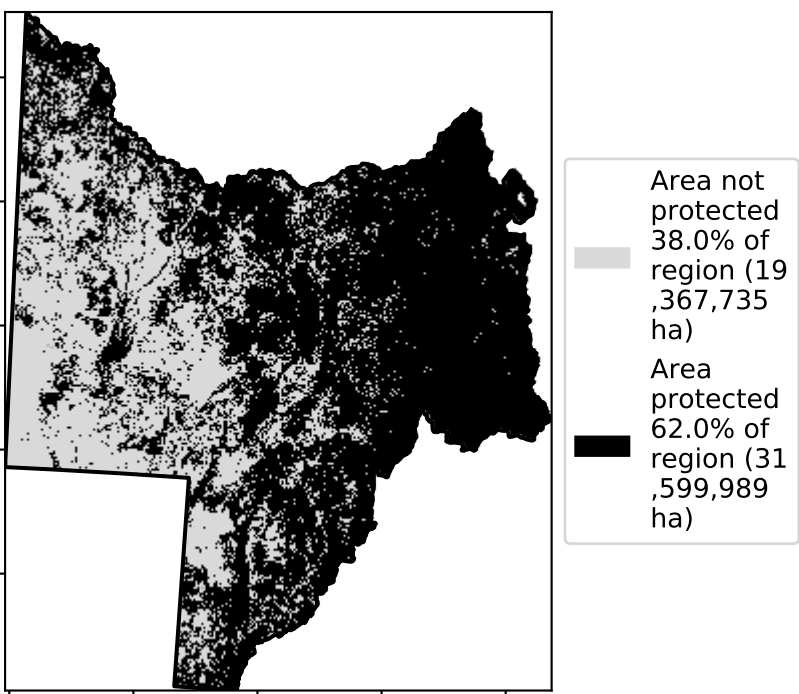 Area not
protected
38.0% of
region (19
,367,735
ha)
Area
protected
62.0% of
region (31
,599,989
ha)